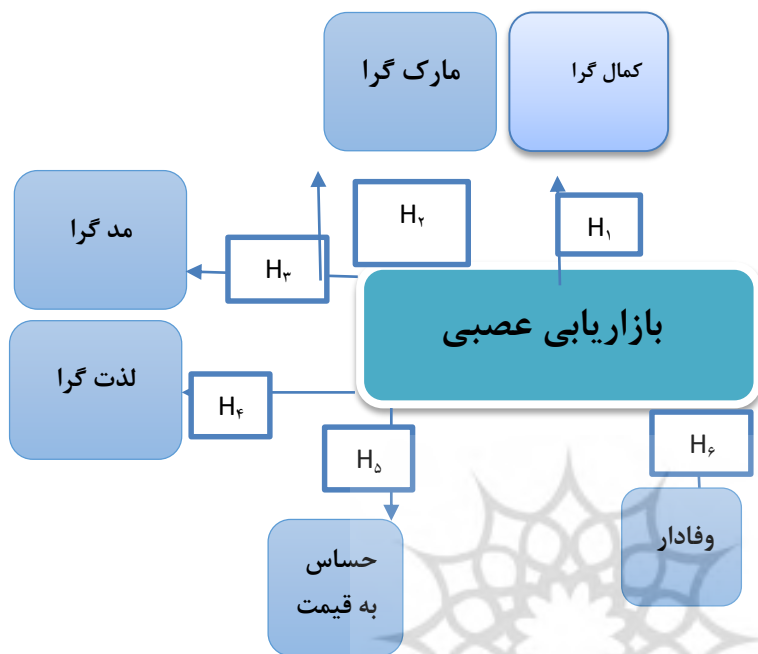 کمال گرا
مارک گرا
H۱
H۲
مد گرا
H۳
بازاریابی عصبی
لذت گرا
H۴
H۶
H۵
وفادار
حساس
به قیمت